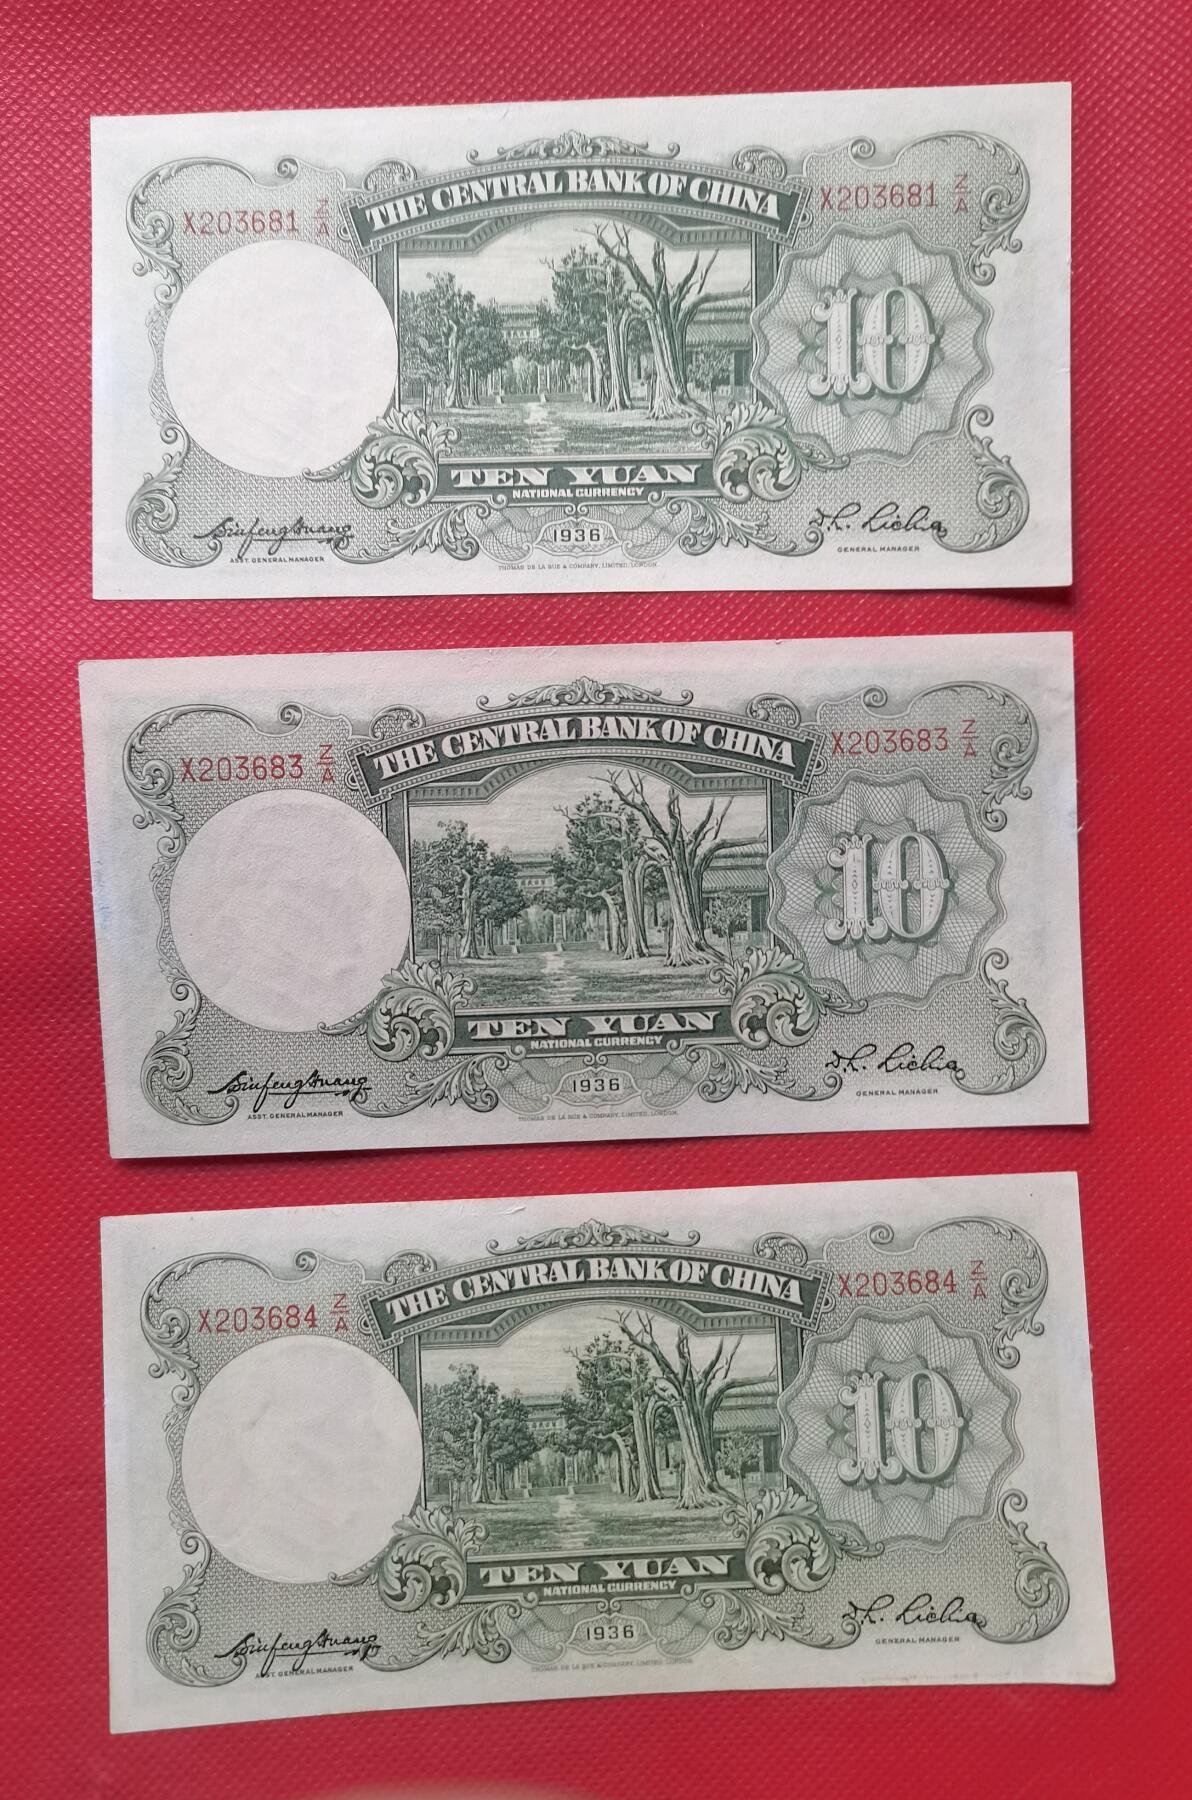 THE CENTRAL BANK OF CHINA
X203681 Z/A
X203681 Z/A
10
TEN YUAN
NATIONAL CURRENCY
1936
ASST. GENERAL MANAGER
GENERAL MANAGER
THOMAS DE LA RUE & COMPANY, LIMITED, LONDON.
THE CENTRAL BANK OF CHINA
X203683 Z/A
X203683 Z/A
10
TEN YUAN
NATIONAL CURRENCY
1936
ASST. GENERAL MANAGER
GENERAL MANAGER
THOMAS DE LA RUE & COMPANY, LIMITED, LONDON.
THE CENTRAL BANK OF CHINA
X203684 Z/A
X203684 Z/A
10
TEN YUAN
NATIONAL CURRENCY
1936
ASST. GENERAL MANAGER
GENERAL MANAGER
THOMAS DE LA RUE & COMPANY, LIMITED, LONDON.